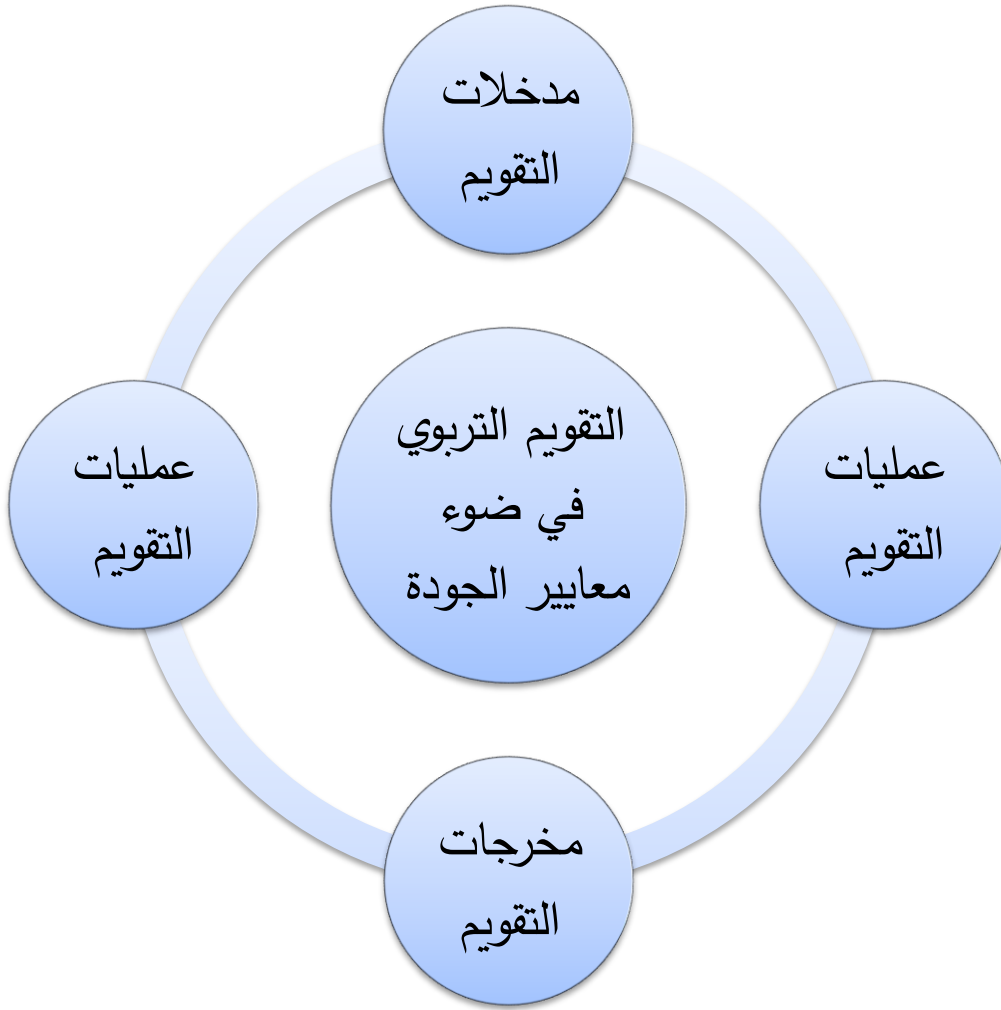 مدخلات
التقويم
عمليات
التقويم
التقويم التربوي
في ضوء
معايير الجودة
عمليات
التقويم
مخرجات
التقويم